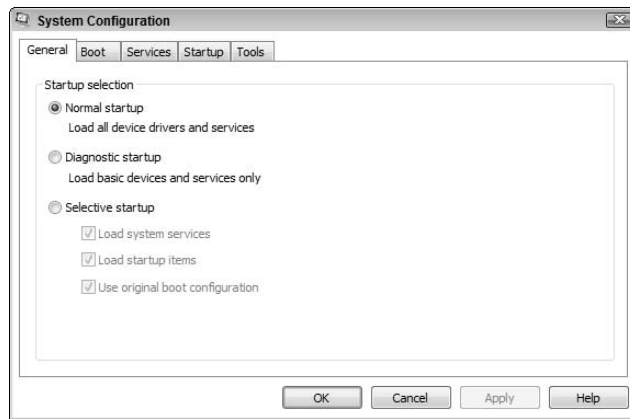 System Configuration
General Boot Services Startup Tools
Startup selection
Normal startup
Load all device drivers and services
Diagnostic startup
Load basic devices and services only
Selective startup
Load system services
Load startup items
Use original boot configuration
OK Cancel Apply Help